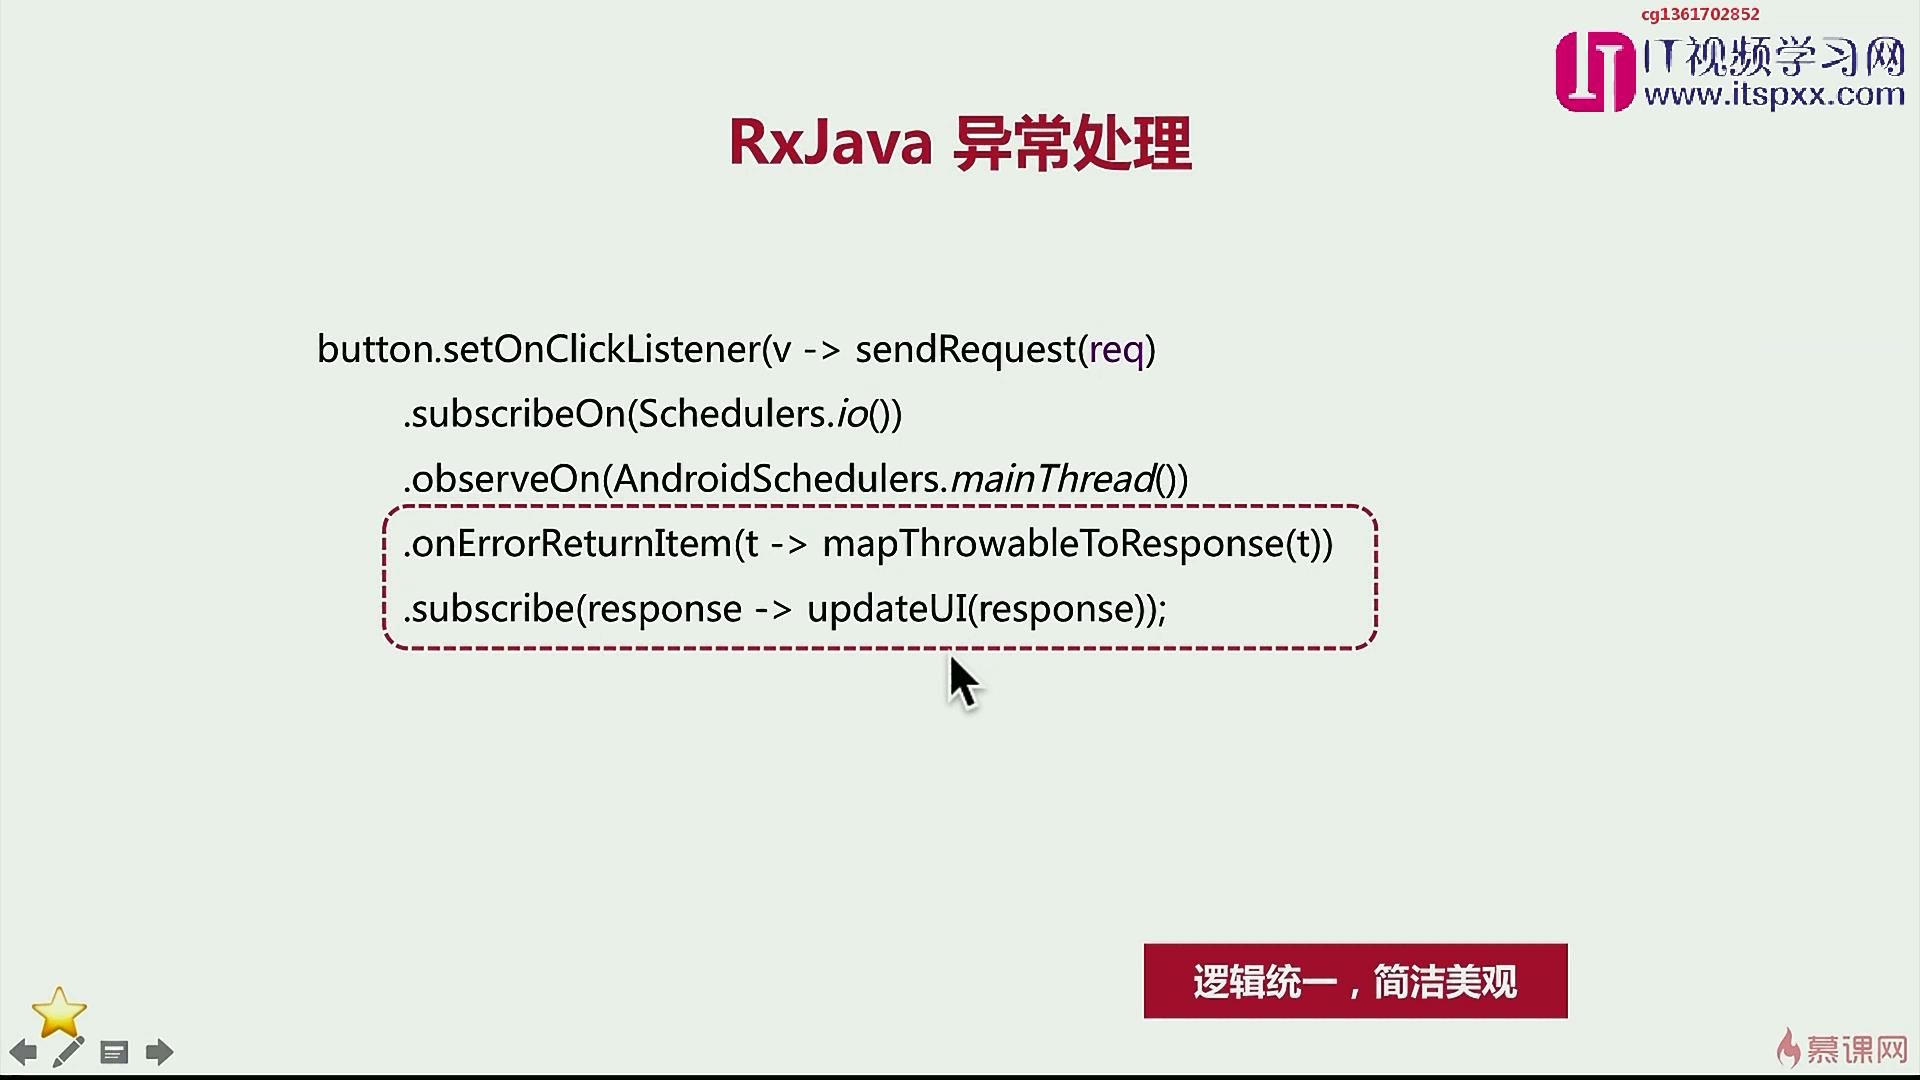 cg1361702852
IT视频学习网
www.itspxx.com
RxJava 异常处理
button.setOnClickListener(v -> sendRequest(req)
.subscribeOn(Schedulers.io())
.observeOn(AndroidSchedulers.mainThread())
.onErrorReturnItem(t -> mapThrowableToResponse(t))
.subscribe(response -> updateUI(response));
逻辑统一，简洁美观
慕课网